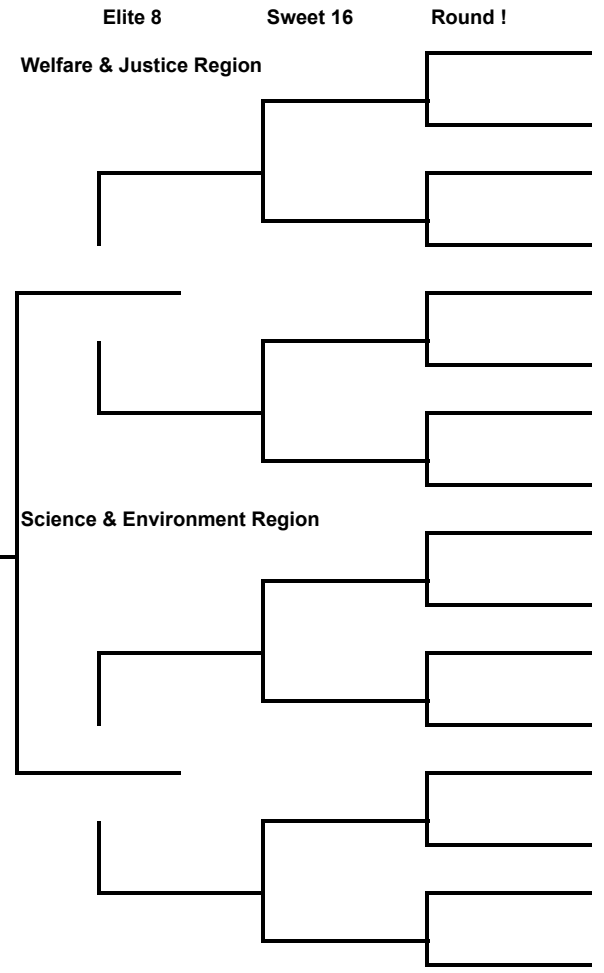 Elite 8 Sweet 16 Round !
Welfare & Justice Region
Science & Environment Region